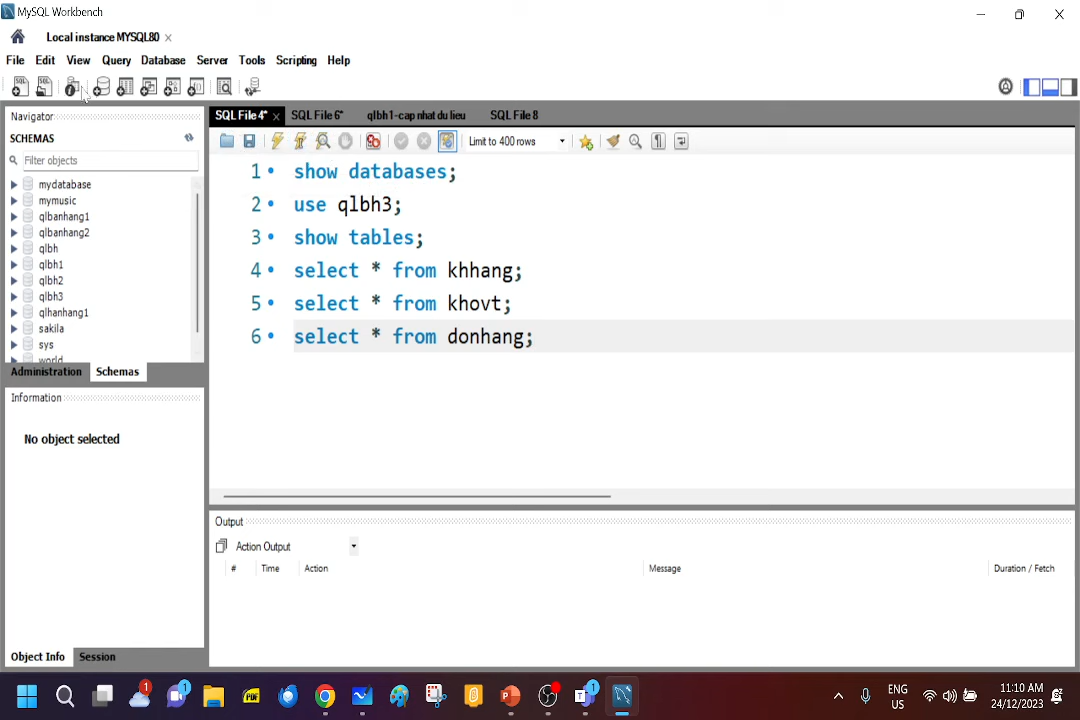 MySQL Workbench
Local instance MYSQL80
File Edit View Query Database Server Tools Scripting Help
Navigator
SCHEMAS
Filter objects
mydatabase
mymusic
qlbanhang1
qlbanhang2
qlbh
qlbh1
qlbh2
qlbh3
qlhanhang1
sakila
sys
world
Administration Schemas
Information
No object selected
Object Info Session
SQL File 4* SQL File 6* qlbh1-cap nhat du lieu SQL File 8
Limit to 400 rows
1 show databases;
2 use qlbh3;
3 show tables;
4 select * from khhang;
5 select * from khovt;
6 select * from donhang;
Output
Action Output
# Time Action Message Duration / Fetch
ENG
US
11:10 AM
24/12/2023